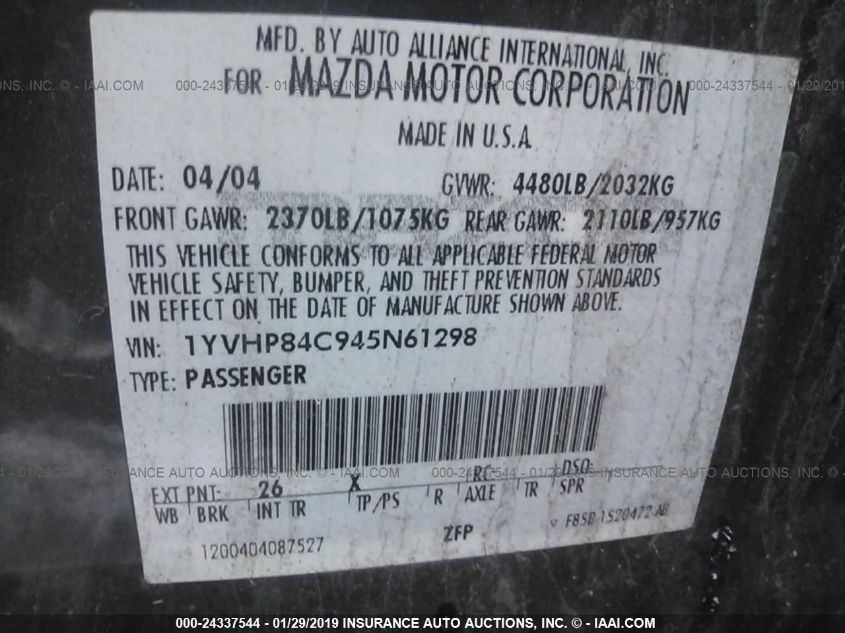 MFD. BY AUTO ALLIANCE INTERNATIONAL, INC.
FOR MAZDA MOTOR CORPORATION
MADE IN U.S.A.
DATE: 04/04 GVWR: 4480LB/2032KG
FRONT GAWR: 2370LB/1075KG REAR GAWR: 2110LB/957KG
THIS VEHICLE CONFORMS TO ALL APPLICABLE FEDERAL MOTOR
VEHICLE SAFETY, BUMPER, AND THEFT PREVENTION STANDARDS
IN EFFECT ON THE DATE OF MANUFACTURE SHOWN ABOVE.
VIN: 1YVHP84C945N61298
TYPE: PASSENGER
EXT PNT: 26 X RC: DSO:
WB BRK INT TR TP/PS R AXLE TR SPR
1200404087527 ZFP F85B-1520472-AB
000-24337544 / 01/29/2019 INSURANCE AUTO AUCTIONS, INC. - IAAI.COM